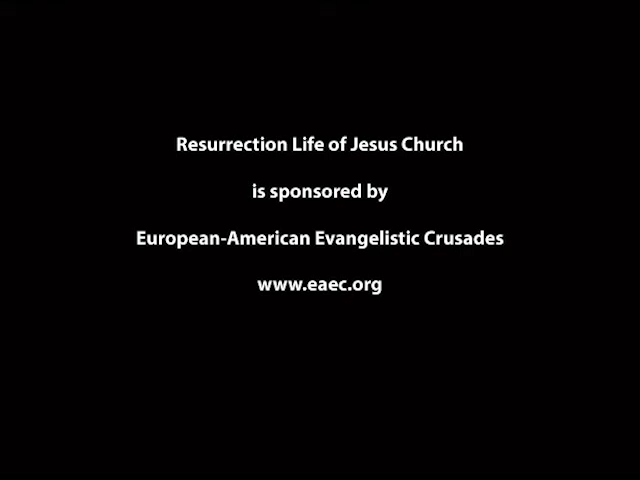 Resurrection Life of Jesus Church
is sponsored by
European-American Evangelistic Crusades
www.eaec.org